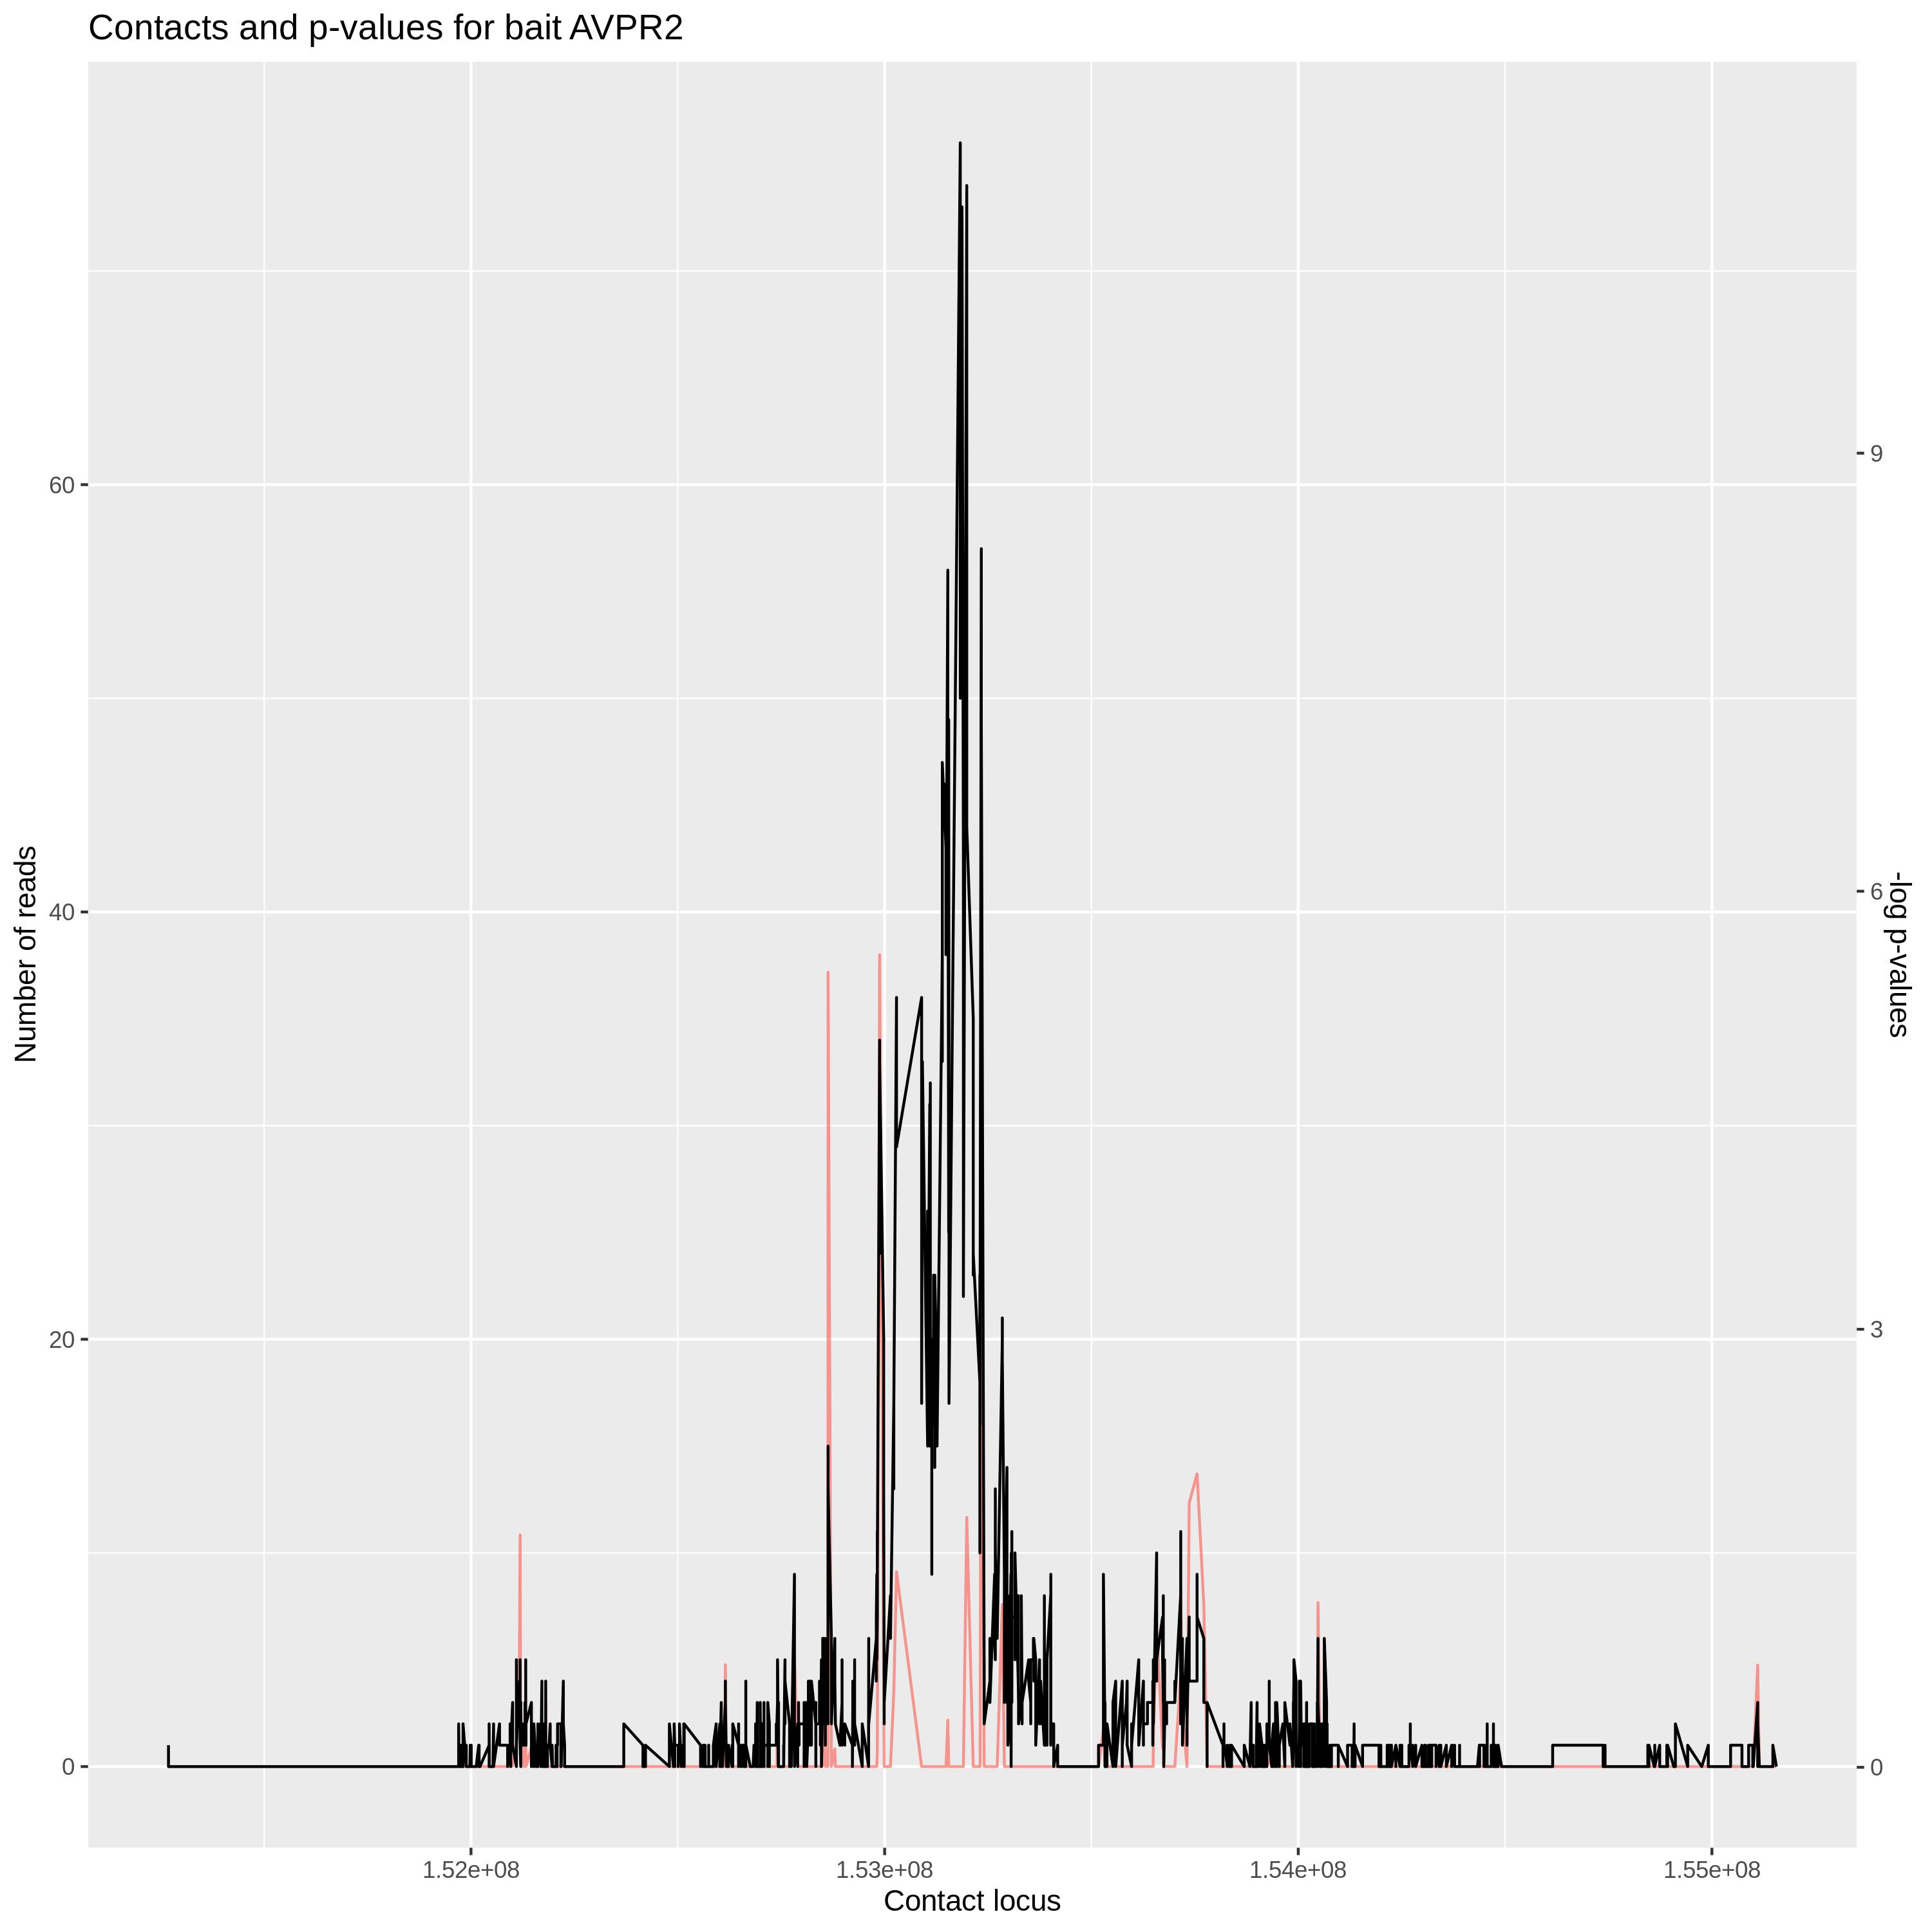 Contacts and p-values for bait AVPR2
Number of reads
60
40
20
0
9
6
3
0
-log p-values
1.52e+08
1.53e+08
1.54e+08
1.55e+08
Contact locus